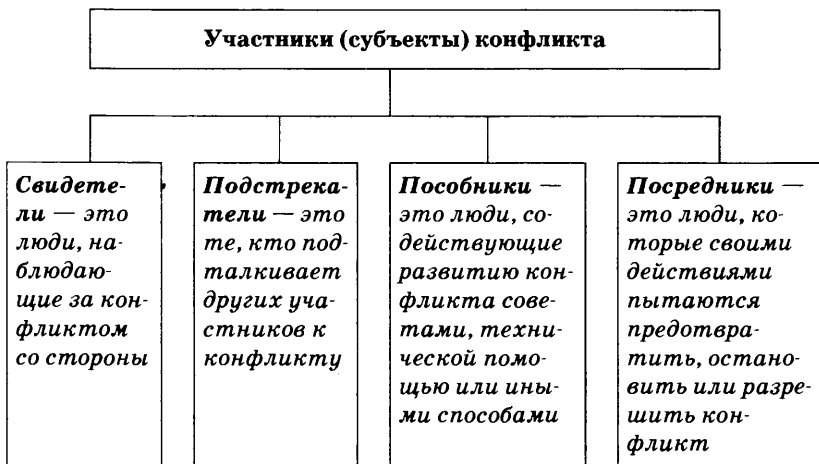 Участники (субъекты) конфликта
Свидете-
ли — это
люди, на-
блюдаю-
щие за кон-
фликтом
со стороны
Подстрека-
тели — это
те, кто под-
талкивает
других уча-
стников к
конфликту
Пособники —
это люди, со-
действующие
развитию кон-
фликта сове-
тами, техни-
ческой помо-
щью или ины-
ми способами
Посредники —
это люди, ко-
торые своими
действиями
пытаются
предотвра-
тить, остано-
вить или разре-
шить кон-
фликт